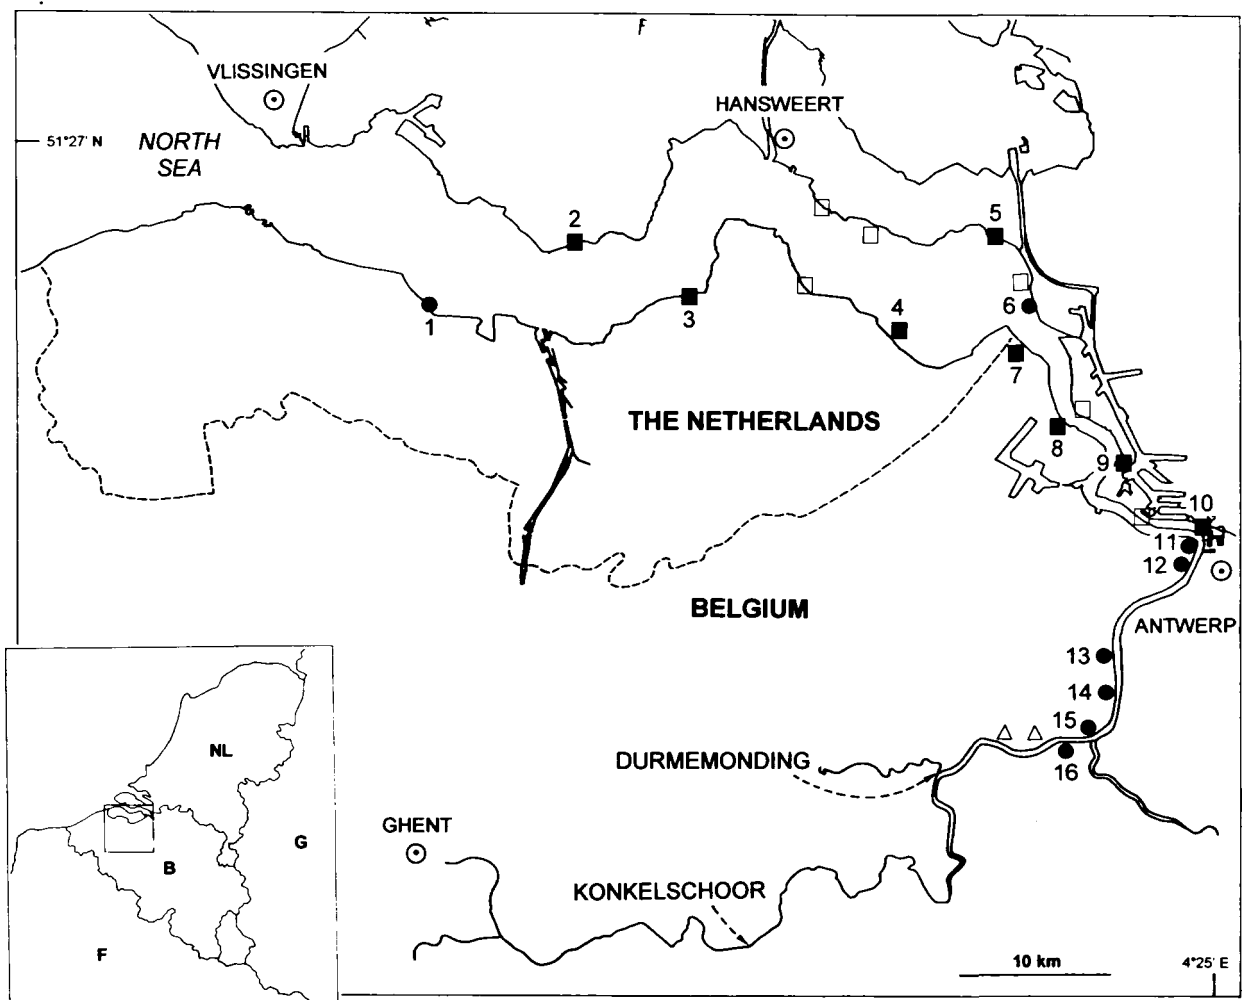 VLISSINGEN
HANSWEERT
51°27' N
NORTH
SEA
2
5
1
3
4
6
7
THE NETHERLANDS
8
9
10
11
12
BELGIUM
ANTWERP
13
14
15
16
DURMEMONDING
NL
GHENT
G
B
KONKELSCHOOR
F
10 km
4°25' E